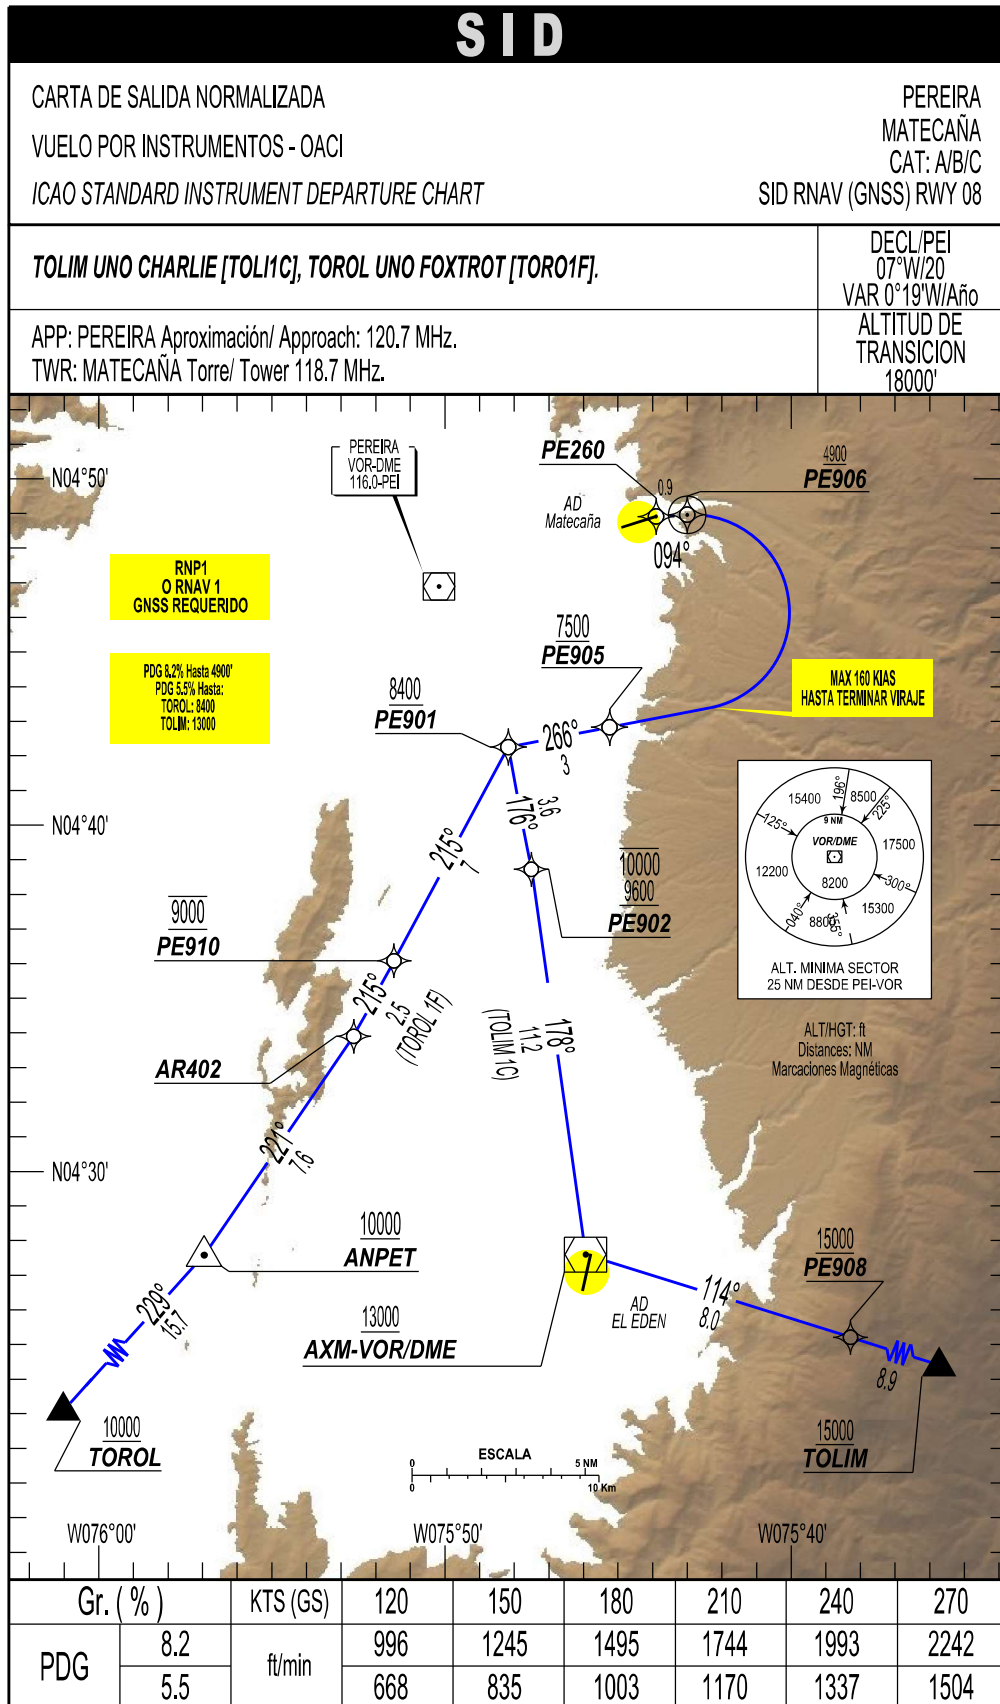 SID
CARTA DE SALIDA NORMALIZADA
VUELO POR INSTRUMENTOS - OACI
ICAO STANDARD INSTRUMENT DEPARTURE CHART
PEREIRA
MATECAÑA
CAT: A/B/C
SID RNAV (GNSS) RWY 08
TOLIM UNO CHARLIE [TOLI1C], TOROL UNO FOXTROT [TORO1F].
DECL/PEI
07°W/20
VAR 0°19'W/Año
APP: PEREIRA Aproximación/ Approach: 120.7 MHz.
TWR: MATECAÑA Torre/ Tower 118.7 MHz.
ALTITUD DE
TRANSICION
18000'
N04°50'
PEREIRA
VOR-DME
116.0-PEI
PE260
4900
PE906
0.9
AD
Matecaña
094°
RNP1
O RNAV 1
GNSS REQUERIDO
PDG 8.2% Hasta 4900'
PDG 5.5% Hasta:
TOROL: 8400
TOLIM: 13000
7500
PE905
8400
PE901
MAX 160 KIAS
HASTA TERMINAR VIRAJE
266°
3
176°
3.6
215°
7
N04°40'
15400
196°
8500
225°
125°
9 NM
VOR/DME
17500
12200
8200
300°
040°
8800
355°
15300
ALT. MINIMA SECTOR
25 NM DESDE PEI-VOR
10000
9600
PE902
9000
PE910
215°
2.5
(TOROL 1F)
178°
11.2
(TOLIM 1C)
ALT/HGT: ft
Distances: NM
Marcaciones Magnéticas
AR402
221°
7.6
N04°30'
10000
ANPET
15000
PE908
229°
15.7
13000
AXM-VOR/DME
AD
EL EDEN
114°
8.0
8.9
10000
TOROL
15000
TOLIM
ESCALA
0
5 NM
0
10 Km
W076°00'
W075°50'
W075°40'
Gr. ( % )
KTS (GS)
120
150
180
210
240
270
PDG
8.2
ft/min
996
1245
1495
1744
1993
2242
5.5
668
835
1003
1170
1337
1504